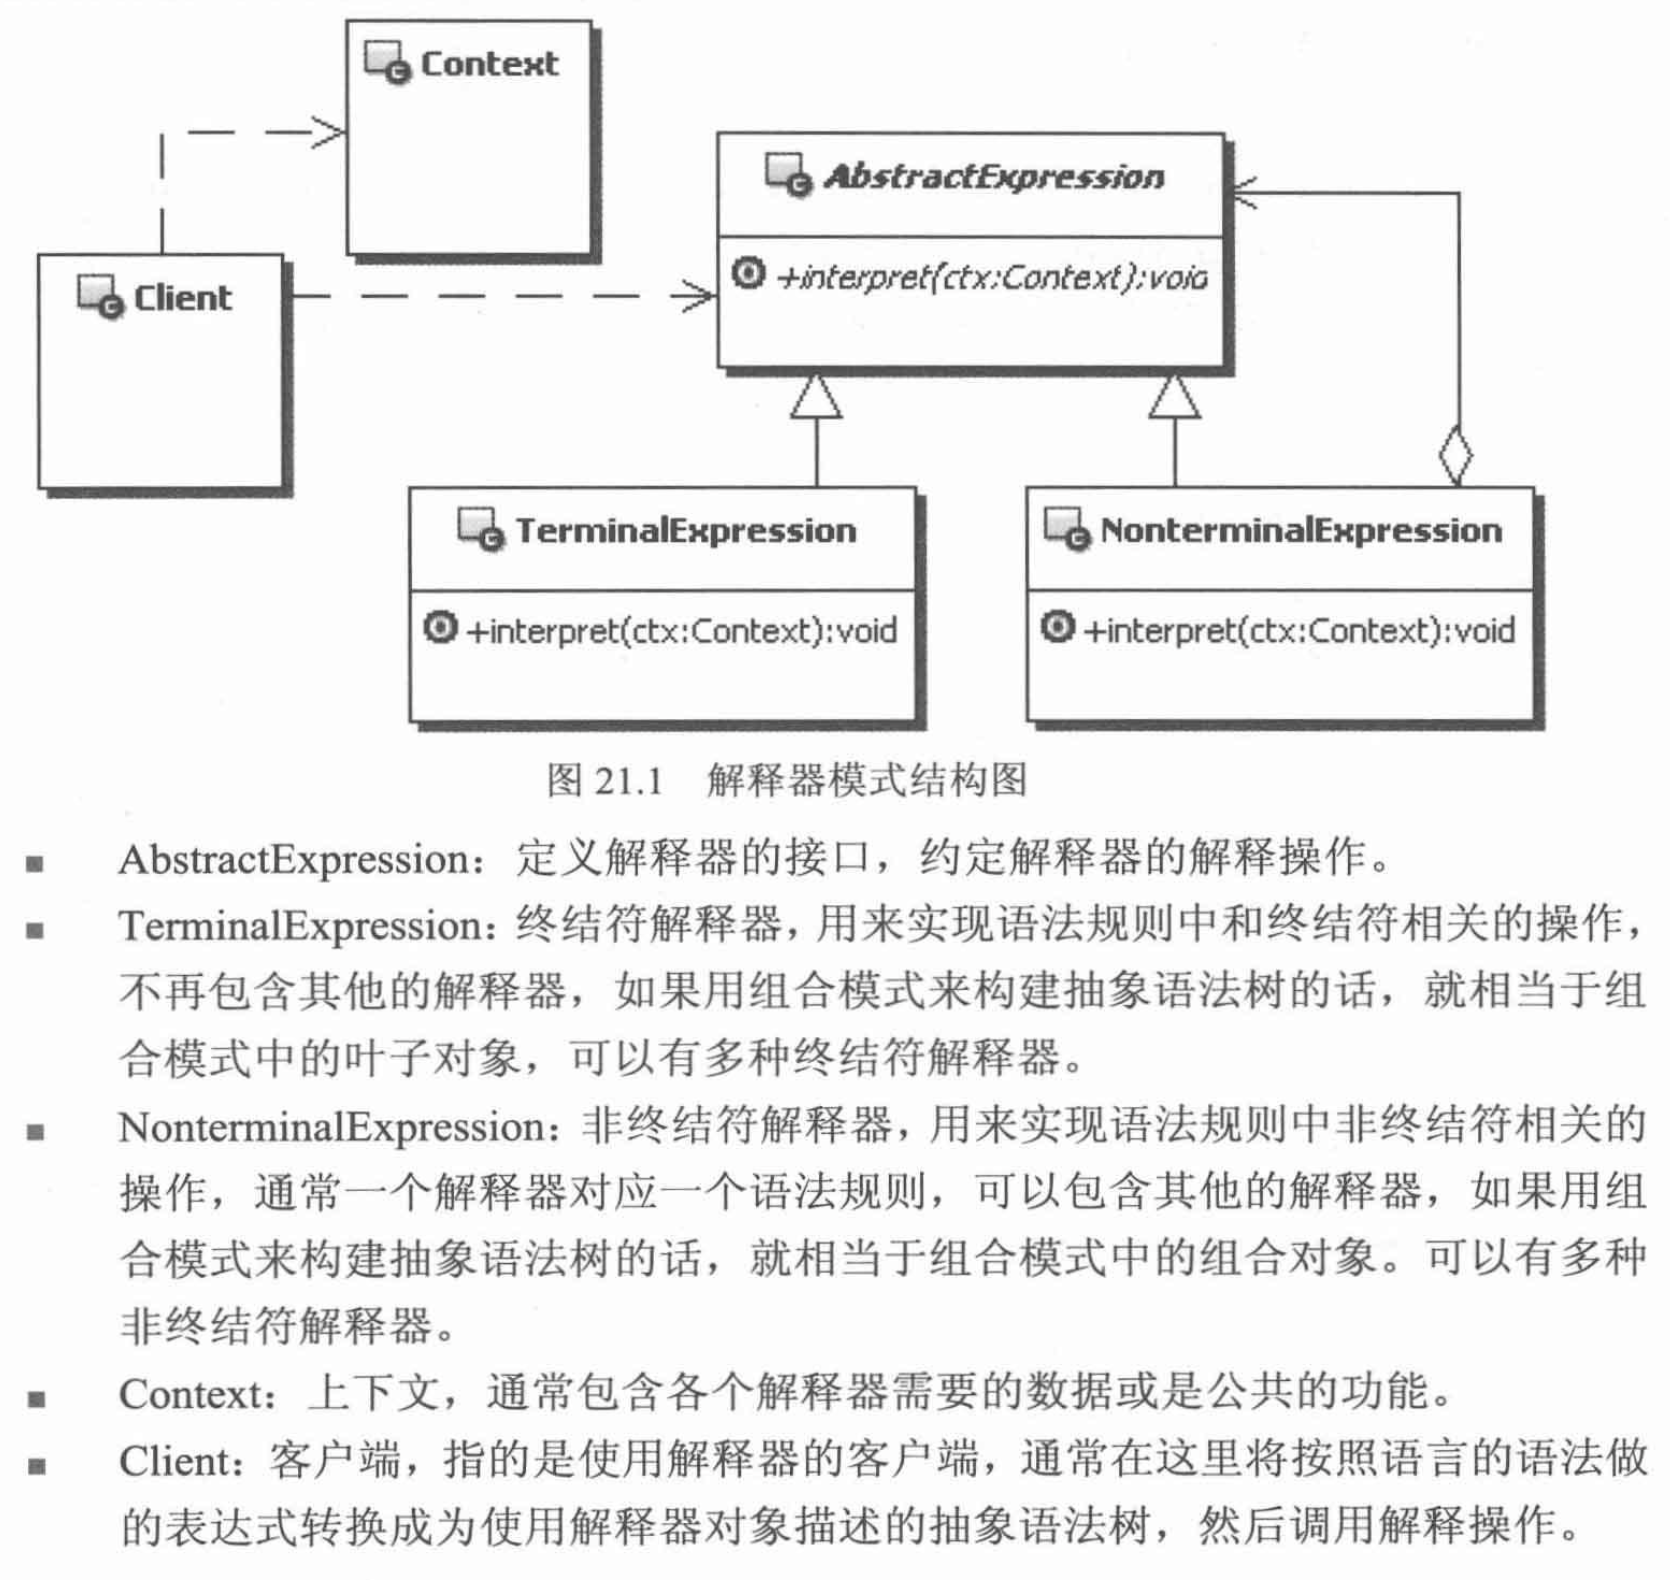 Context
AbstractExpression
+interpret(ctx:Context):void
Client
TerminalExpression
NonterminalExpression
+interpret(ctx:Context):void
+interpret(ctx:Context):void
图 21.1 解释器模式结构图
■ AbstractExpression：定义解释器的接口，约定解释器的解释操作。
■ TerminalExpression：终结符解释器，用来实现语法规则中和终结符相关的操作，
不再包含其他的解释器，如果用组合模式来构建抽象语法树的话，就相当于组
合模式中的叶子对象，可以有多种终结符解释器。
■ NonterminalExpression：非终结符解释器，用来实现语法规则中非终结符相关的
操作，通常一个解释器对应一个语法规则，可以包含其他的解释器，如果用组
合模式来构建抽象语法树的话，就相当于组合模式中的组合对象。可以有多种
非终结符解释器。
■ Context：上下文，通常包含各个解释器需要的数据或是公共的功能。
■ Client：客户端，指的是使用解释器的客户端，通常在这里将按照语言的语法做
的表达式转换成为使用解释器对象描述的抽象语法树，然后调用解释操作。